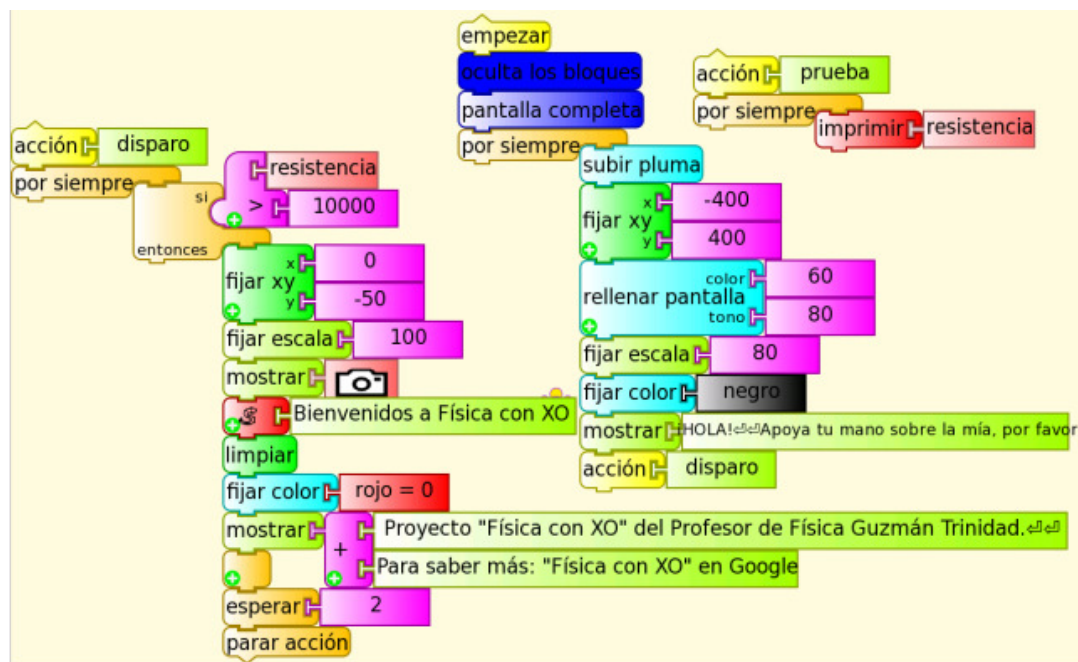 acción disparo
por siempre
si resistencia > 10000
entonces
fijar xy x 0 y -50
fijar escala 100
mostrar
Bienvenidos a Física con XO
limpiar
fijar color rojo = 0
mostrar Proyecto "Física con XO" del Profesor de Física Guzmán Trinidad.⏎⏎
+ Para saber más: "Física con XO" en Google
esperar 2
parar acción
empezar
oculta los bloques
pantalla completa
por siempre
subir pluma
fijar xy x -400 y 400
rellenar pantalla color 60 tono 80
fijar escala 80
fijar color negro
mostrar ¡HOLA!⏎⏎Apoya tu mano sobre la mía, por favor
acción disparo
acción prueba
por siempre
imprimir resistencia